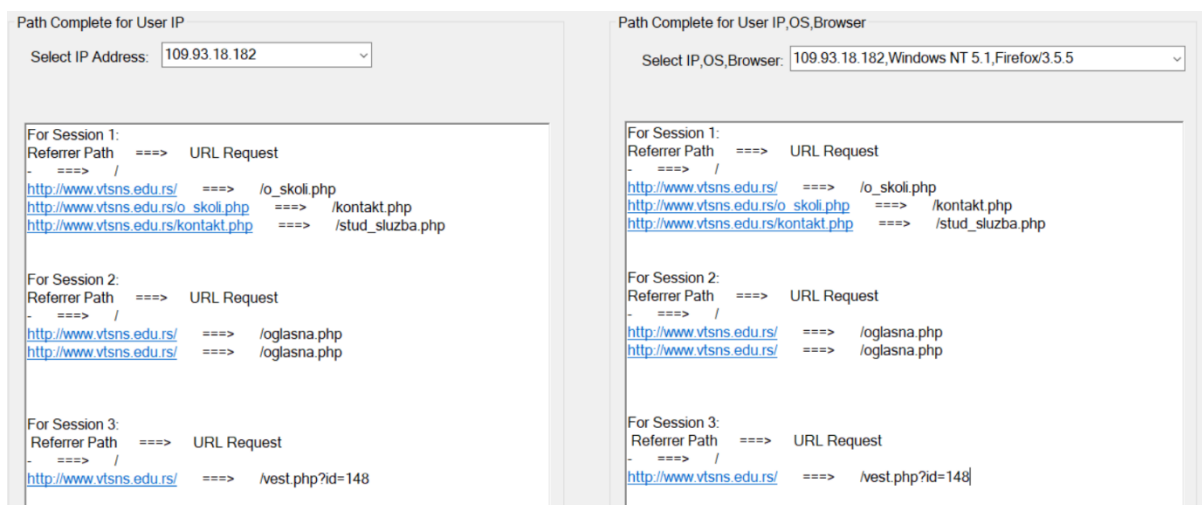 Path Complete for User IP
Select IP Address: 109.93.18.182
For Session 1:
Referrer Path ===> URL Request
- ===> /
http://www.vtsns.edu.rs/ ===> /o_skoli.php
http://www.vtsns.edu.rs/o_skoli.php ===> /kontakt.php
http://www.vtsns.edu.rs/kontakt.php ===> /stud_sluzba.php
For Session 2:
Referrer Path ===> URL Request
- ===> /
http://www.vtsns.edu.rs/ ===> /oglasna.php
http://www.vtsns.edu.rs/ ===> /oglasna.php
For Session 3:
Referrer Path ===> URL Request
- ===> /
http://www.vtsns.edu.rs/ ===> /vest.php?id=148
Path Complete for User IP,OS,Browser
Select IP,OS,Browser: 109.93.18.182,Windows NT 5.1,Firefox/3.5.5
For Session 1:
Referrer Path ===> URL Request
- ===> /
http://www.vtsns.edu.rs/ ===> /o_skoli.php
http://www.vtsns.edu.rs/o_skoli.php ===> /kontakt.php
http://www.vtsns.edu.rs/kontakt.php ===> /stud_sluzba.php
For Session 2:
Referrer Path ===> URL Request
- ===> /
http://www.vtsns.edu.rs/ ===> /oglasna.php
http://www.vtsns.edu.rs/ ===> /oglasna.php
For Session 3:
Referrer Path ===> URL Request
- ===> /
http://www.vtsns.edu.rs/ ===> /vest.php?id=148